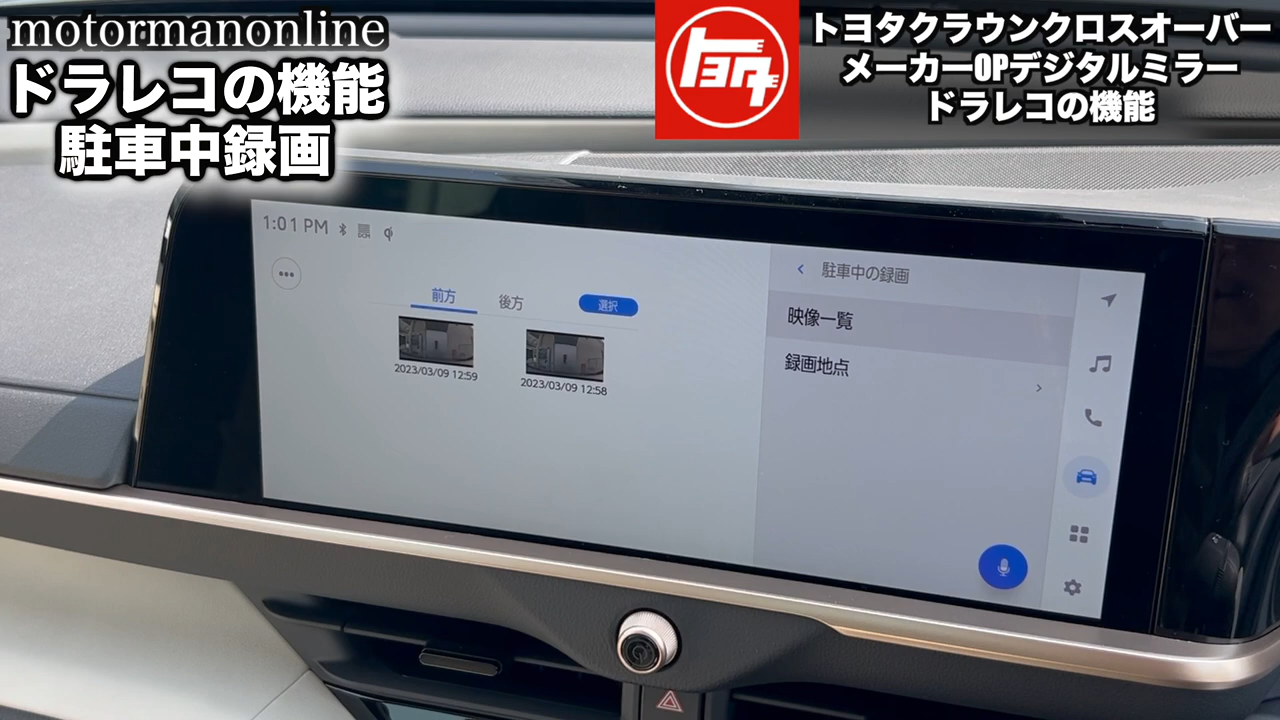 motormanonline
ドラレコの機能
駐車中録画
トヨタ
トヨタクラウンクロスオーバー
メーカーOPデジタルミラー
ドラレコの機能
1:01 PM
前方
後方
選択
2023/03/09 12:59
2023/03/09 12:58
駐車中の録画
映像一覧
録画地点